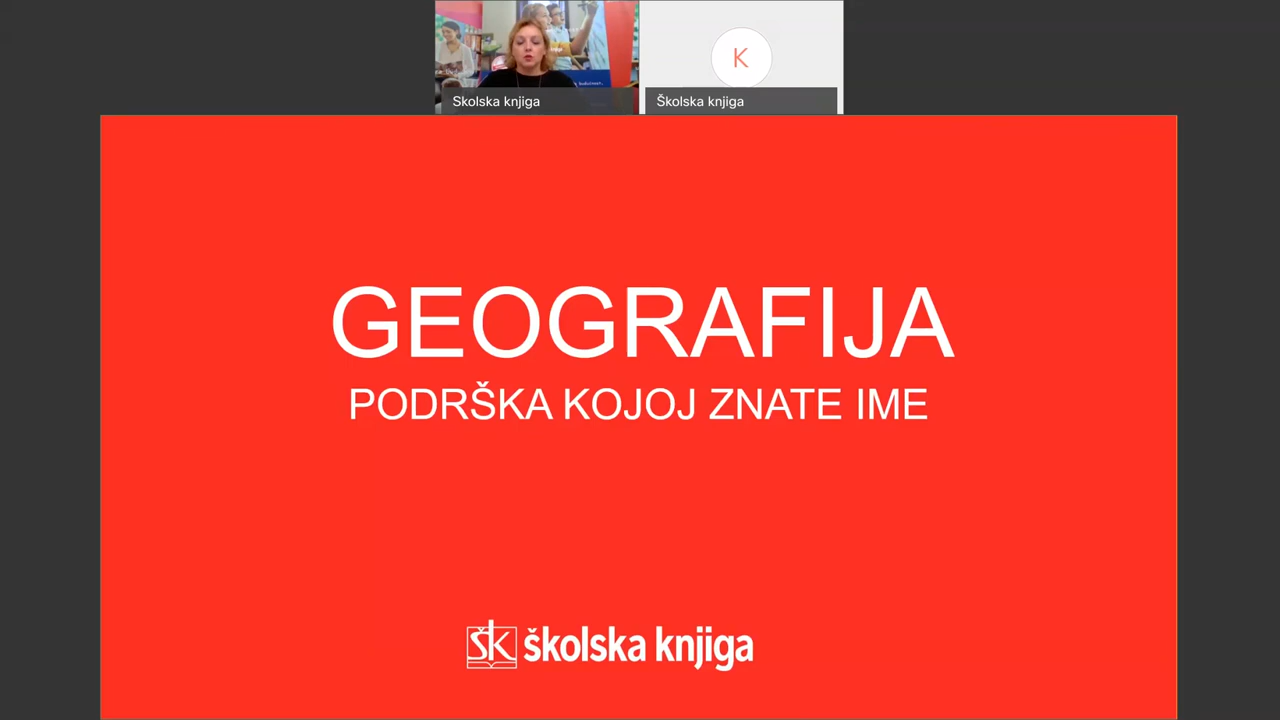 Skolska knjiga
K
Školska knjiga
GEOGRAFIJA
PODRŠKA KOJOJ ZNATE IME
ŠK školska knjiga